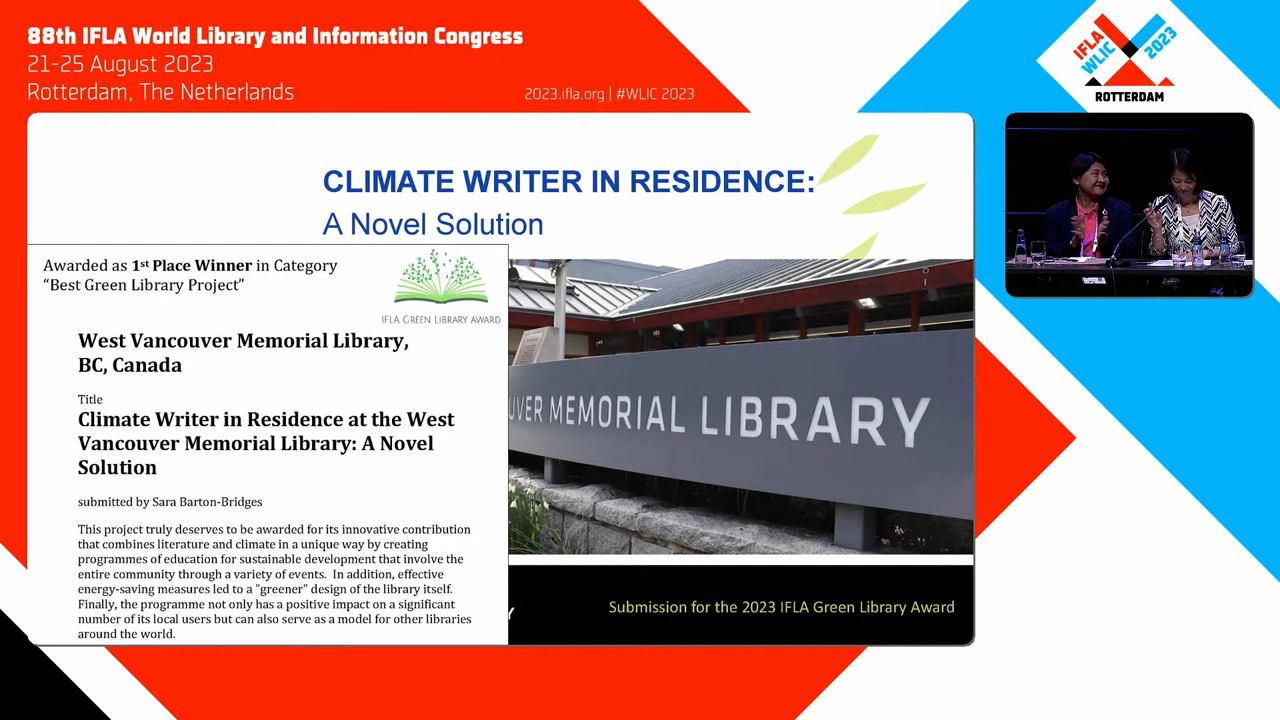 88th IFLA World Library and Information Congress
21-25 August 2023
Rotterdam, The Netherlands
2023.ifla.org | #WLIC 2023
IFLA
WLIC
2023
ROTTERDAM
CLIMATE WRITER IN RESIDENCE:
A Novel Solution
Awarded as 1st Place Winner in Category
“Best Green Library Project”
IFLA GREEN LIBRARY AWARD
West Vancouver Memorial Library,
BC, Canada
Title
Climate Writer in Residence at the West
Vancouver Memorial Library: A Novel
Solution
submitted by Sara Barton-Bridges
This project truly deserves to be awarded for its innovative contribution
that combines literature and climate in a unique way by creating
programmes of education for sustainable development that involve the
entire community through a variety of events. In addition, effective
energy-saving measures led to a "greener" design of the library itself.
Finally, the programme not only has a positive impact on a significant
number of its local users but can also serve as a model for other libraries
around the world.
UVER MEMORIAL LIBRARY
Y
Submission for the 2023 IFLA Green Library Award